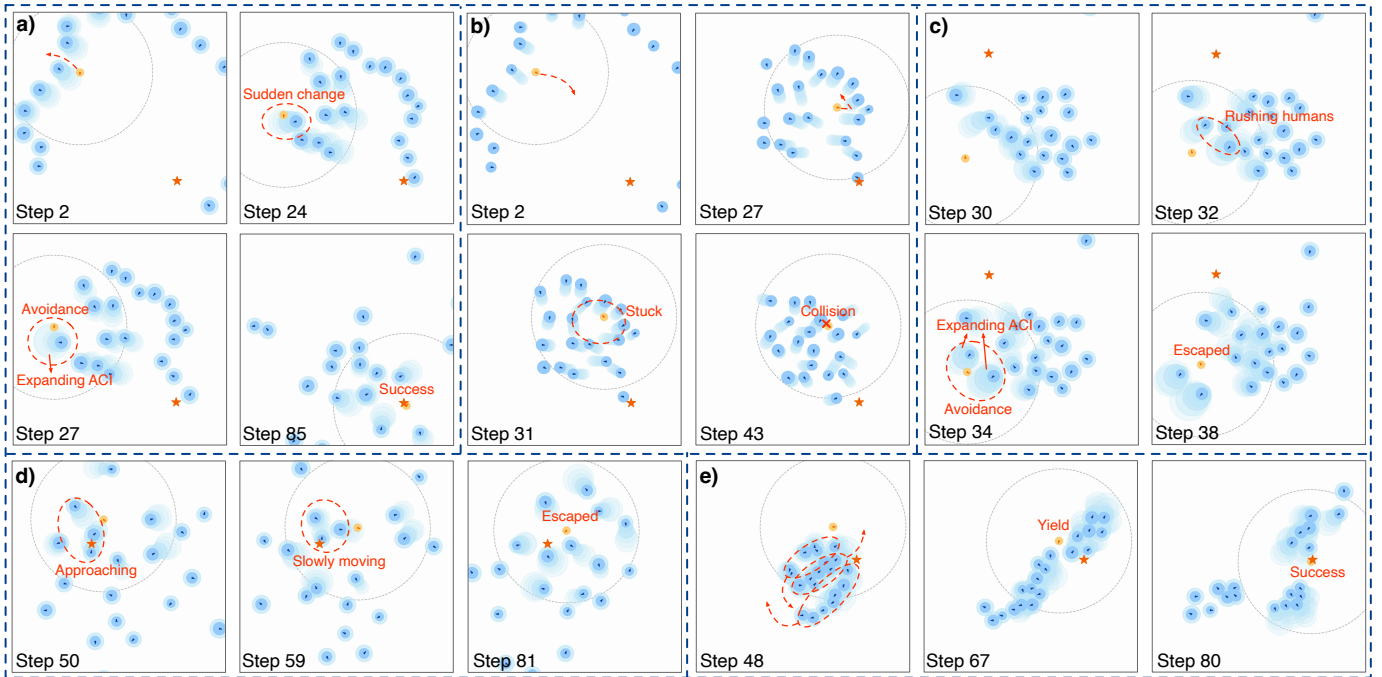 a)
Step 2
Sudden change
Step 24
Avoidance
Expanding ACI
Step 27
Success
Step 85
b)
Step 2
Step 27
Stuck
Step 31
Collision
Step 43
c)
Step 30
Rushing humans
Step 32
Expanding ACI
Avoidance
Step 34
Escaped
Step 38
d)
Approaching
Step 50
Slowly moving
Step 59
Escaped
Step 81
e)
Step 48
Yield
Step 67
Success
Step 80